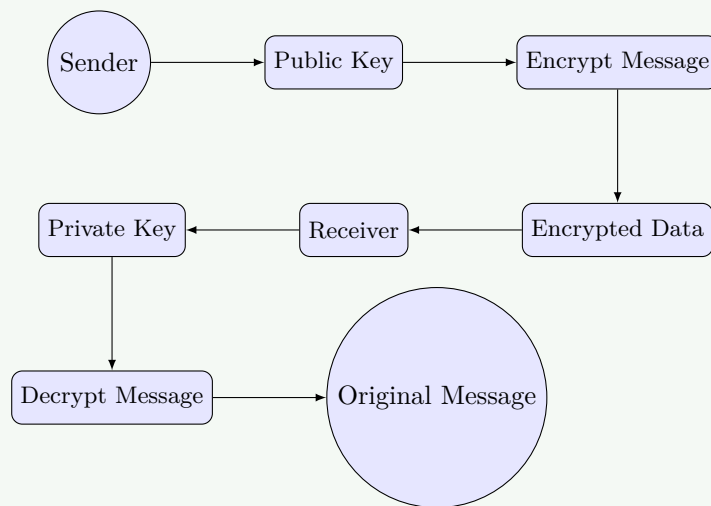 Sender
Public Key
Encrypt Message
Private Key
Receiver
Encrypted Data
Decrypt Message
Original Message